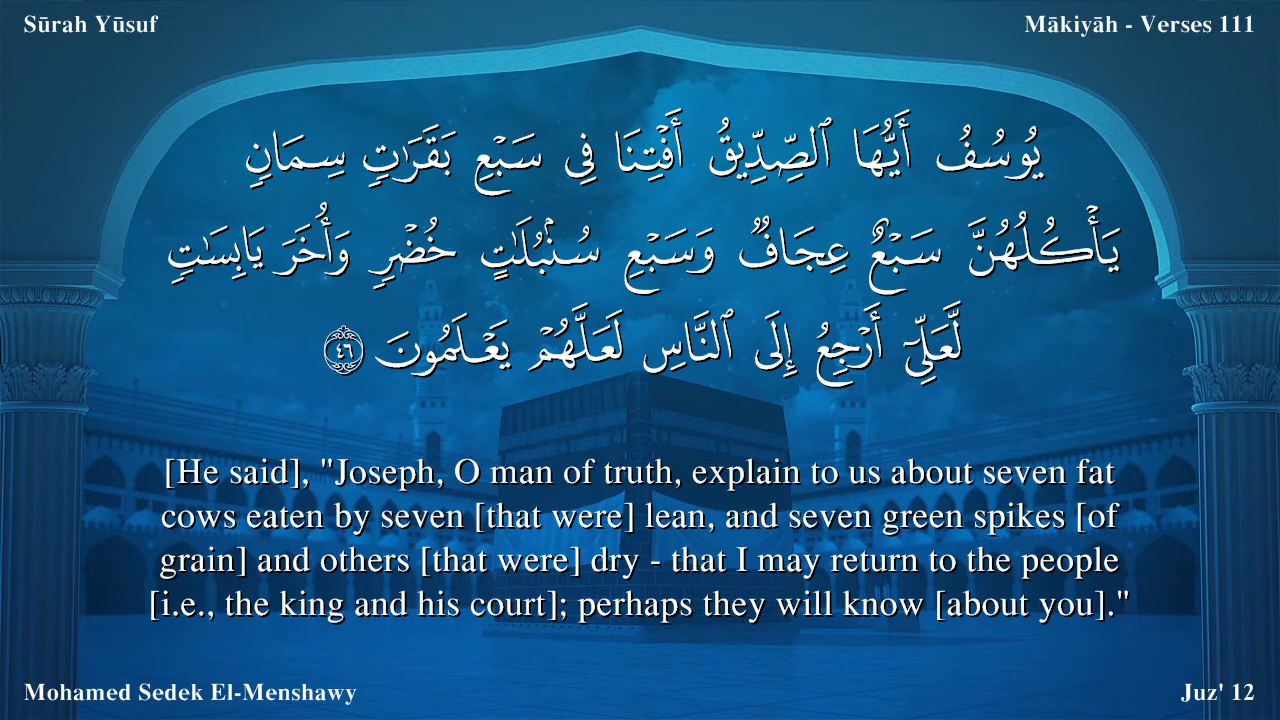 Sūrah Yūsuf
Mākiyāh - Verses 111
يُوسُفُ أَيُّهَا ٱلصِّدِّيقُ أَفۡتِنَا فِي سَبۡعِ بَقَرَٰتٖ سِمَانٖ
يَأۡكُلُهُنَّ سَبۡعٌ عِجَافٞ وَسَبۡعِ سُنۢبُلَٰتٍ خُضۡرٖ وَأُخَرَ يَابِسَٰتٖ
لَّعَلِّيٓ أَرۡجِعُ إِلَى ٱلنَّاسِ لَعَلَّهُمۡ يَعۡلَمُونَ ٤٦
[He said], "Joseph, O man of truth, explain to us about seven fat
cows eaten by seven [that were] lean, and seven green spikes [of
grain] and others [that were] dry - that I may return to the people
[i.e., the king and his court]; perhaps they will know [about you]."
Mohamed Sedek El-Menshawy
Juz' 12